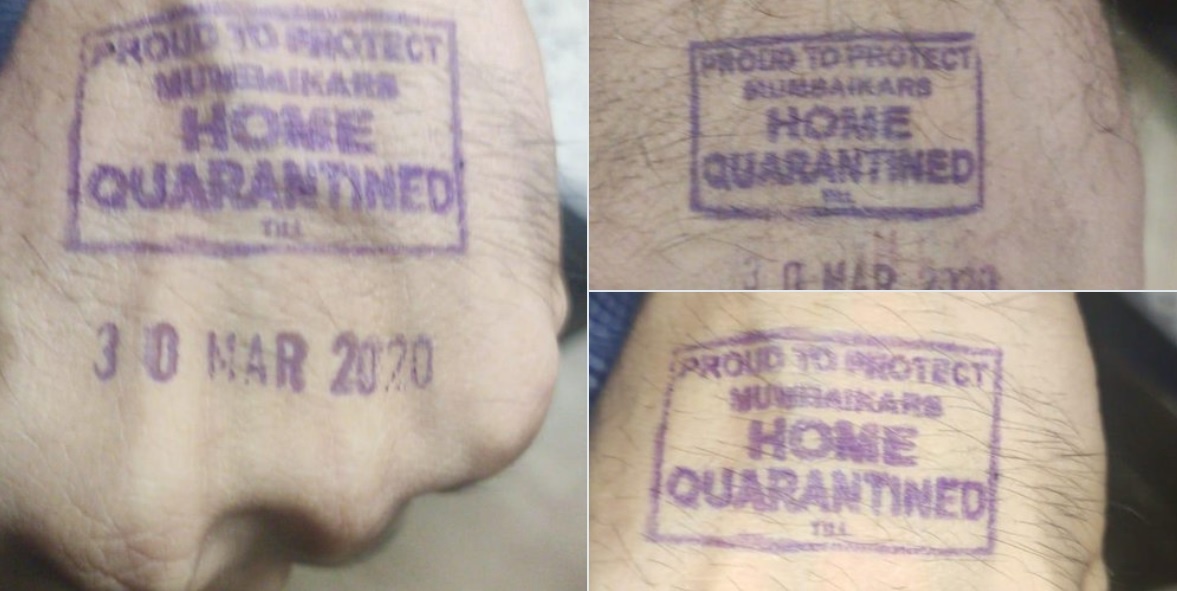 PROUD TO PROTECT
MUMBAIKARS
HOME
QUARANTINED
TILL
30 MAR 2020
PROUD TO PROTECT
MUMBAIKARS
HOME
QUARANTINED
TILL
30 MAR 2020
PROUD TO PROTECT
MUMBAIKARS
HOME
QUARANTINED
TILL